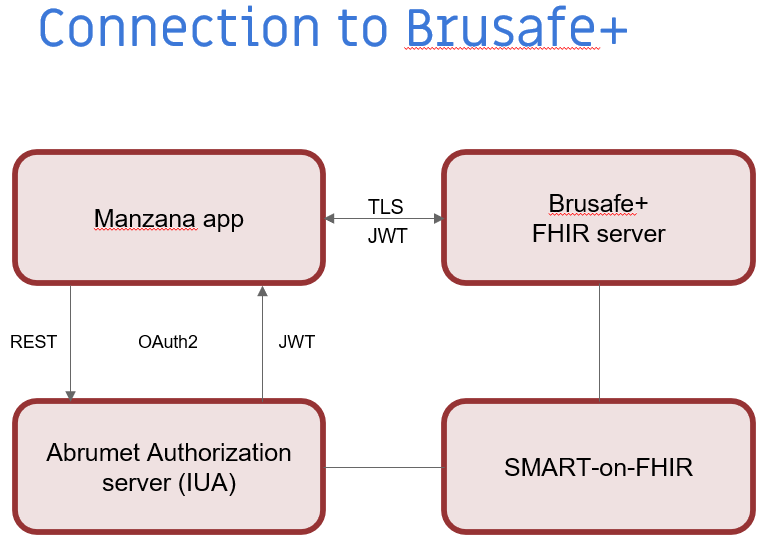 Connection to Brusafe+
Manzana app
TLS
JWT
Brusafe+
FHIR server
REST
OAuth2
JWT
Abrumet Authorization
server (IUA)
SMART-on-FHIR